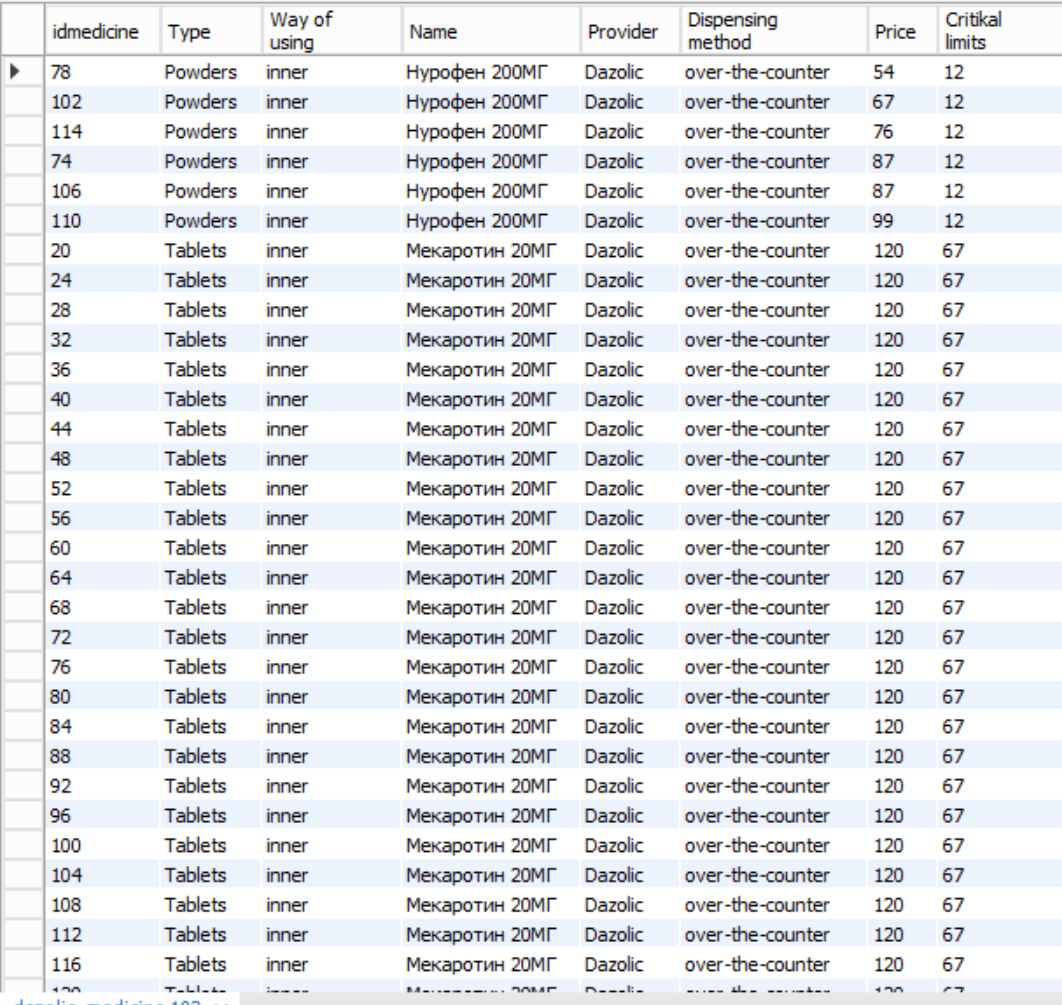 idmedicine Type Way of using Name Provider Dispensing method Price Critikal limits
78 Powders inner Нурофен 200МГ Dazolic over-the-counter 54 12
102 Powders inner Нурофен 200МГ Dazolic over-the-counter 67 12
114 Powders inner Нурофен 200МГ Dazolic over-the-counter 76 12
74 Powders inner Нурофен 200МГ Dazolic over-the-counter 87 12
106 Powders inner Нурофен 200МГ Dazolic over-the-counter 87 12
110 Powders inner Нурофен 200МГ Dazolic over-the-counter 99 12
20 Tablets inner Мекаротин 20МГ Dazolic over-the-counter 120 67
24 Tablets inner Мекаротин 20МГ Dazolic over-the-counter 120 67
28 Tablets inner Мекаротин 20МГ Dazolic over-the-counter 120 67
32 Tablets inner Мекаротин 20МГ Dazolic over-the-counter 120 67
36 Tablets inner Мекаротин 20МГ Dazolic over-the-counter 120 67
40 Tablets inner Мекаротин 20МГ Dazolic over-the-counter 120 67
44 Tablets inner Мекаротин 20МГ Dazolic over-the-counter 120 67
48 Tablets inner Мекаротин 20МГ Dazolic over-the-counter 120 67
52 Tablets inner Мекаротин 20МГ Dazolic over-the-counter 120 67
56 Tablets inner Мекаротин 20МГ Dazolic over-the-counter 120 67
60 Tablets inner Мекаротин 20МГ Dazolic over-the-counter 120 67
64 Tablets inner Мекаротин 20МГ Dazolic over-the-counter 120 67
68 Tablets inner Мекаротин 20МГ Dazolic over-the-counter 120 67
72 Tablets inner Мекаротин 20МГ Dazolic over-the-counter 120 67
76 Tablets inner Мекаротин 20МГ Dazolic over-the-counter 120 67
80 Tablets inner Мекаротин 20МГ Dazolic over-the-counter 120 67
84 Tablets inner Мекаротин 20МГ Dazolic over-the-counter 120 67
88 Tablets inner Мекаротин 20МГ Dazolic over-the-counter 120 67
92 Tablets inner Мекаротин 20МГ Dazolic over-the-counter 120 67
96 Tablets inner Мекаротин 20МГ Dazolic over-the-counter 120 67
100 Tablets inner Мекаротин 20МГ Dazolic over-the-counter 120 67
104 Tablets inner Мекаротин 20МГ Dazolic over-the-counter 120 67
108 Tablets inner Мекаротин 20МГ Dazolic over-the-counter 120 67
112 Tablets inner Мекаротин 20МГ Dazolic over-the-counter 120 67
116 Tablets inner Мекаротин 20МГ Dazolic over-the-counter 120 67